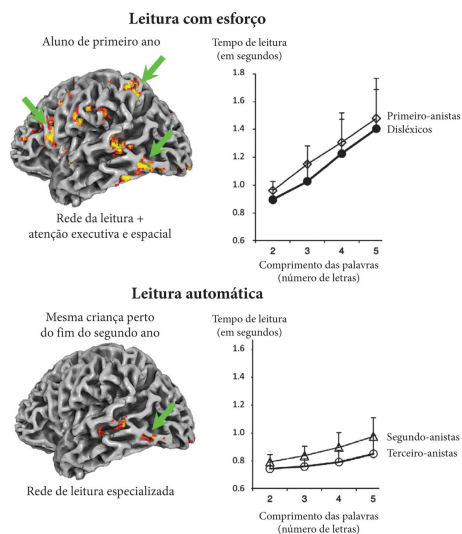 Leitura com esforço
Aluno de primeiro ano
Rede da leitura +
atenção executiva e espacial
Tempo de leitura
(em segundos)
1.8
1.6
1.4
1.2
1.0
0.8
0.6
2 3 4 5
Comprimento das palavras
(número de letras)
Primeiro-anistas
Disléxicos
Leitura automática
Mesma criança perto
do fim do segundo ano
Rede de leitura especializada
Tempo de leitura
(em segundos)
1.6
1.4
1.2
1.0
0.8
0.6
2 3 4 5
Comprimento das palavras
(número de letras)
Segundo-anistas
Terceiro-anistas